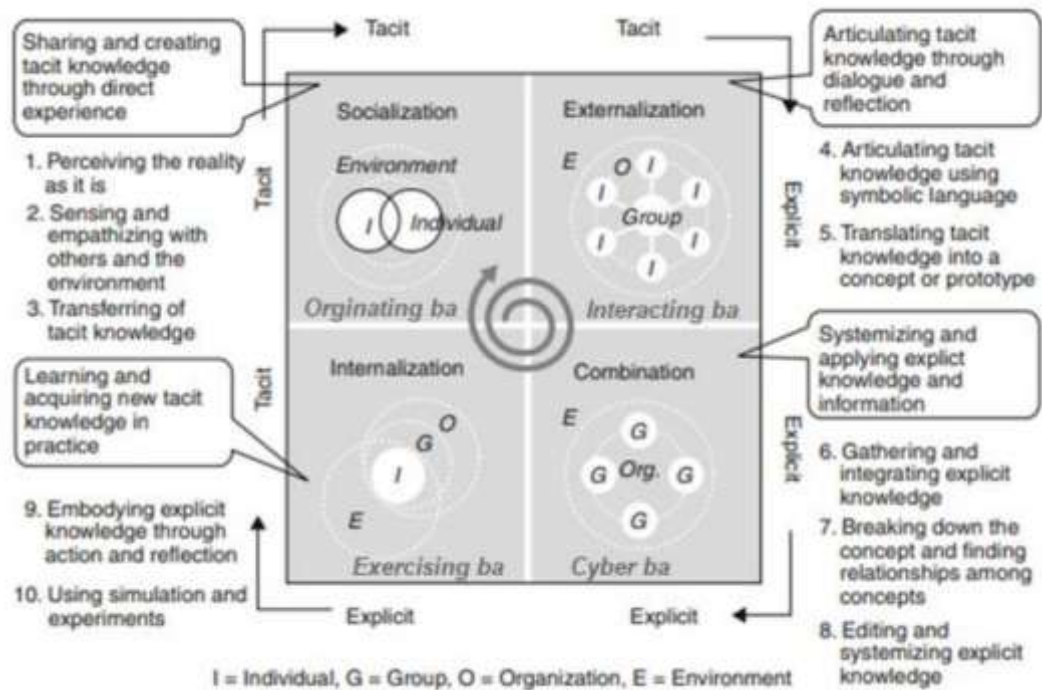 Tacit
Tacit
Sharing and creating
tacit knowledge
through direct
experience
Articulating tacit
knowledge through
dialogue and
reflection
Socialization
Externalization
1. Perceiving the reality
as it is
2. Sensing and
empathizing with
others and the
environment
3. Transferring of
tacit knowledge
Tacit
Environment
I
Individual
Orginating ba
E
O
I
I
I
Group
I
I
I
Interacting ba
Explicit
4. Articulating tacit
knowledge using
symbolic language
5. Translating tacit
knowledge into a
concept or prototype
Learning and
acquiring new tacit
knowledge in
practice
Tacit
Internalization
Combination
Systemizing and
applying explict
knowledge and
information
O
G
I
E
Exercising ba
E
G
G
Org.
G
G
Cyber ba
Explicit
9. Embodying explicit
knowledge through
action and reflection
10. Using simulation and
experiments
6. Gathering and
integrating explicit
knowledge
7. Breaking down the
concept and finding
relationships among
concepts
8. Editing and
systemizing explicit
knowledge
Explicit
Explicit
I = Individual, G = Group, O = Organization, E = Environment